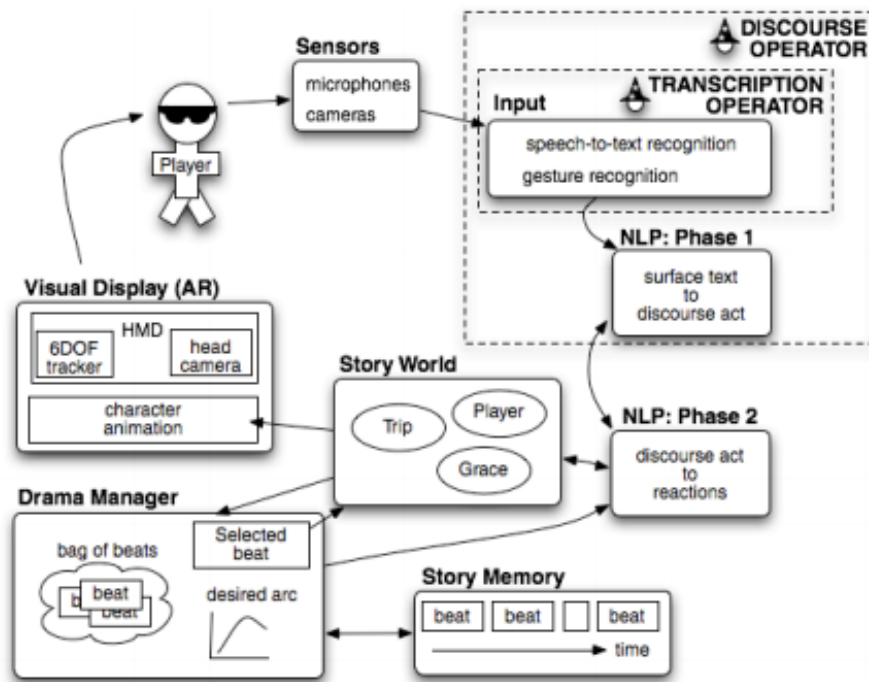 DISCOURSE
OPERATOR
TRANSCRIPTION
OPERATOR
Sensors
microphones
cameras
Input
speech-to-text recognition
gesture recognition
Player
NLP: Phase 1
surface text
to
discourse act
Visual Display (AR)
HMD
6DOF
tracker
head
camera
character
animation
Story World
Trip
Player
Grace
NLP: Phase 2
discourse act
to
reactions
Drama Manager
bag of beats
beat
beat
Selected
beat
desired arc
Story Memory
beat
beat
beat
time